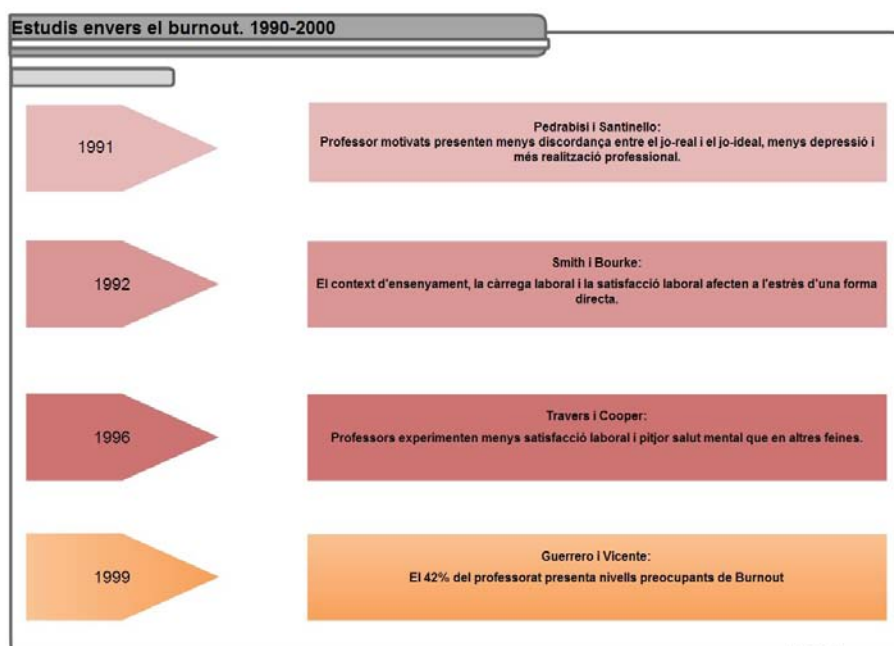 Estudis envers el burnout. 1990-2000
1991
Pedrabisi i Santinello:
Professor motivats presenten menys discordança entre el jo-real i el jo-ideal, menys depressió i
més realització professional.
1992
Smith i Bourke:
El context d'ensenyament, la càrrega laboral i la satisfacció laboral afecten a l'estrès d'una forma
directa.
1996
Travers i Cooper:
Professors experimenten menys satisfacció laboral i pitjor salut mental que en altres feines.
1999
Guerrero i Vicente:
El 42% del professorat presenta nivells preocupants de Burnout